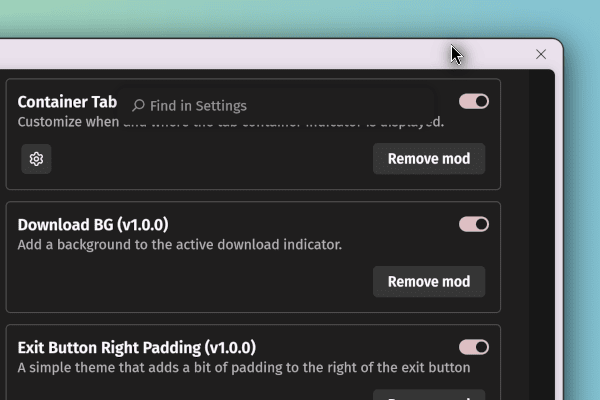 Container Tab
Find in Settings
Customize when and where the tab container indicator is displayed.
Remove mod
Download BG (v1.0.0)
Add a background to the active download indicator.
Remove mod
Exit Button Right Padding (v1.0.0)
A simple theme that adds a bit of padding to the right of the exit button